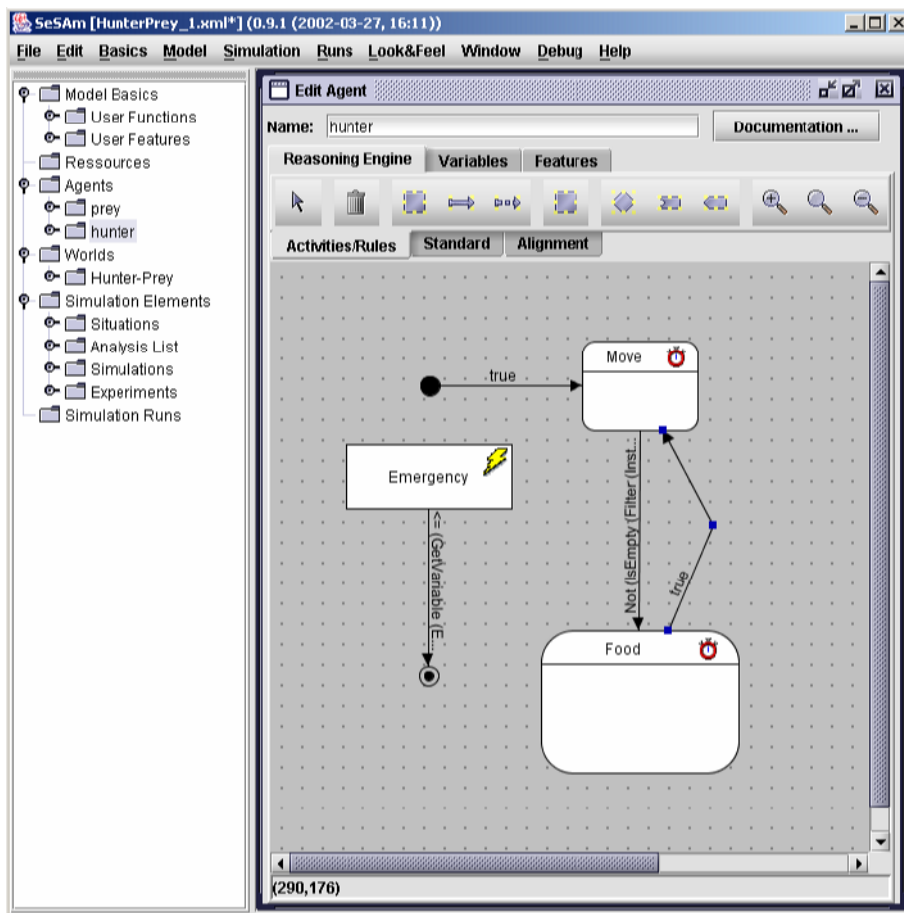 SeSAm [HunterPrey_1.xml*] (0.9.1 (2002-03-27, 16:11))
File Edit Basics Model Simulation Runs Look&Feel Window Debug Help
Model Basics
User Functions
User Features
Ressources
Agents
prey
hunter
Worlds
Hunter-Prey
Simulation Elements
Situations
Analysis List
Simulations
Experiments
Simulation Runs
Edit Agent
Name: hunter Documentation ...
Reasoning Engine Variables Features
Activities/Rules Standard Alignment
true
Move
Emergency
<= (GetVariable (E...
Not (IsEmpty (Filter (Inst...
true
Food
(290,176)